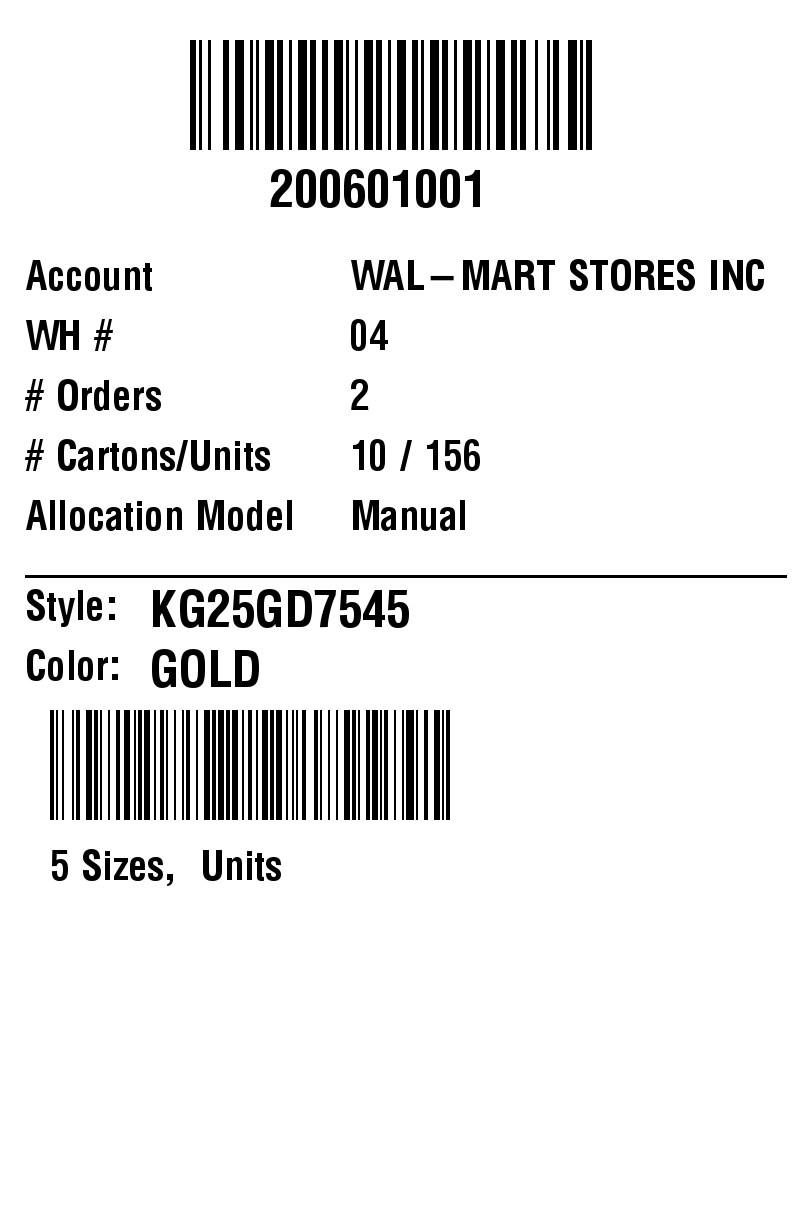 200601001
Account WAL-MART STORES INC
WH # 04
# Orders 2
# Cartons/Units 10 / 156
Allocation Model Manual
Style: KG25GD7545
Color: GOLD
5 Sizes, Units